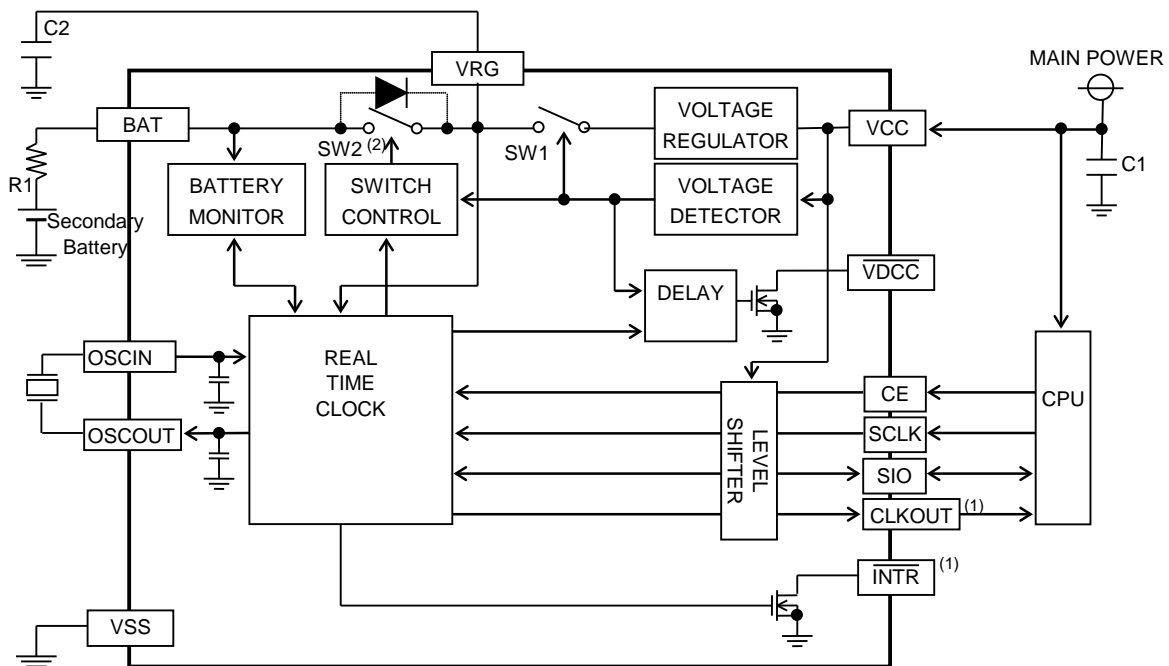 C2
VRG
MAIN POWER
BAT
VOLTAGE
REGULATOR
VCC
SW2 (2)
SW1
C1
R1
BATTERY
MONITOR
SWITCH
CONTROL
VOLTAGE
DETECTOR
Secondary
Battery
VDCC
DELAY
OSCIN
REAL
TIME
CLOCK
CE
CPU
OSCOUT
LEVEL
SHIFTER
SCLK
SIO
CLKOUT (1)
INTR (1)
VSS